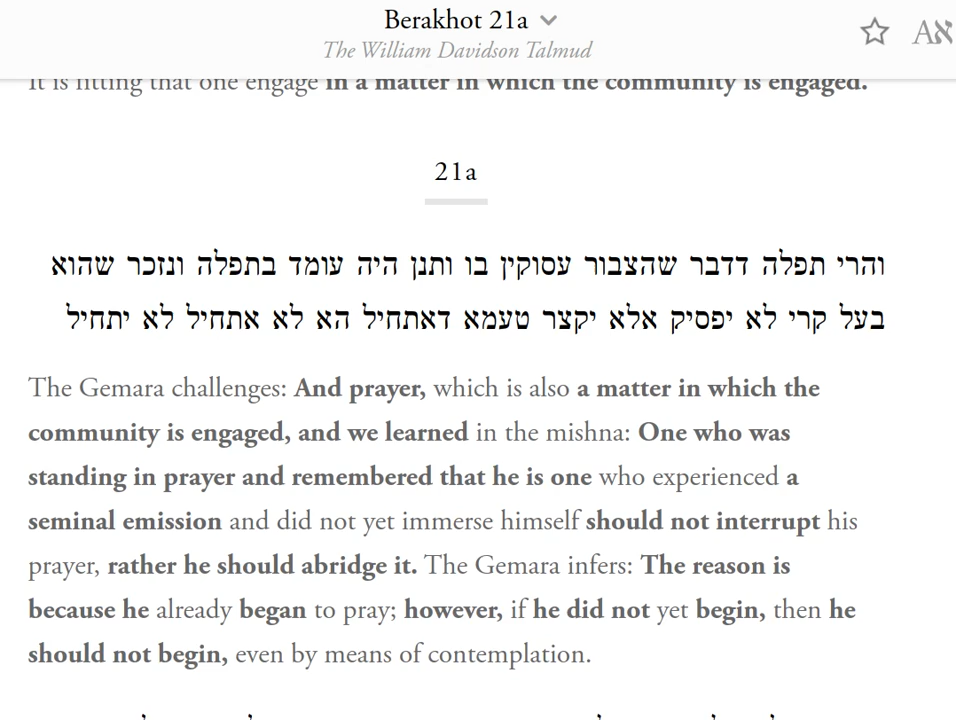 Berakhot 21a
The William Davidson Talmud
Aא
It is fitting that one engage in a matter in which the community is engaged.
21a
והרי תפלה דדבר שהצבור עסוקין בו ותנן היה עומד בתפלה ונזכר שהוא
בעל קרי לא יפסיק אלא יקצר טעמא דאתחיל הא לא אתחיל לא יתחיל
The Gemara challenges: And prayer, which is also a matter in which the
community is engaged, and we learned in the mishna: One who was
standing in prayer and remembered that he is one who experienced a
seminal emission and did not yet immerse himself should not interrupt his
prayer, rather he should abridge it. The Gemara infers: The reason is
because he already began to pray; however, if he did not yet begin, then he
should not begin, even by means of contemplation.